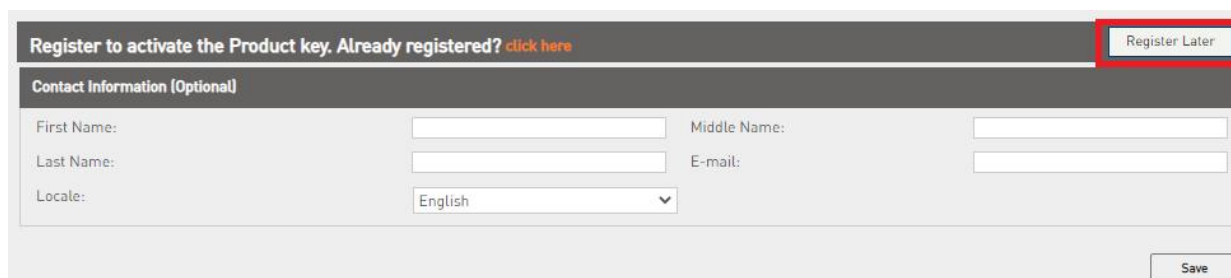 Register to activate the Product key. Already registered? click here
Register Later
Contact Information (Optional)
First Name:
Middle Name:
Last Name:
E-mail:
Locale:
English
Save